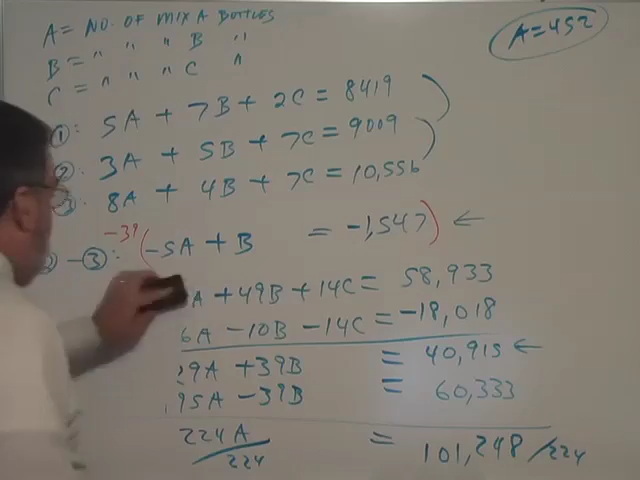 A = NO. OF MIX A BOTTLES
B = " " " B "
C = " " " C "
A = 452
①: 5A + 7B + 2C = 8419
②: 3A + 5B + 7C = 9009
③: 8A + 4B + 7C = 10,556
② - ③: -39 (-5A + B = -1,547) ←
A + 49B + 14C = 58,933
6A - 10B - 14C = -18,018
29A + 39B = 40,915 ←
195A - 39B = 60,333
224A / 224 = 101,248 / 224